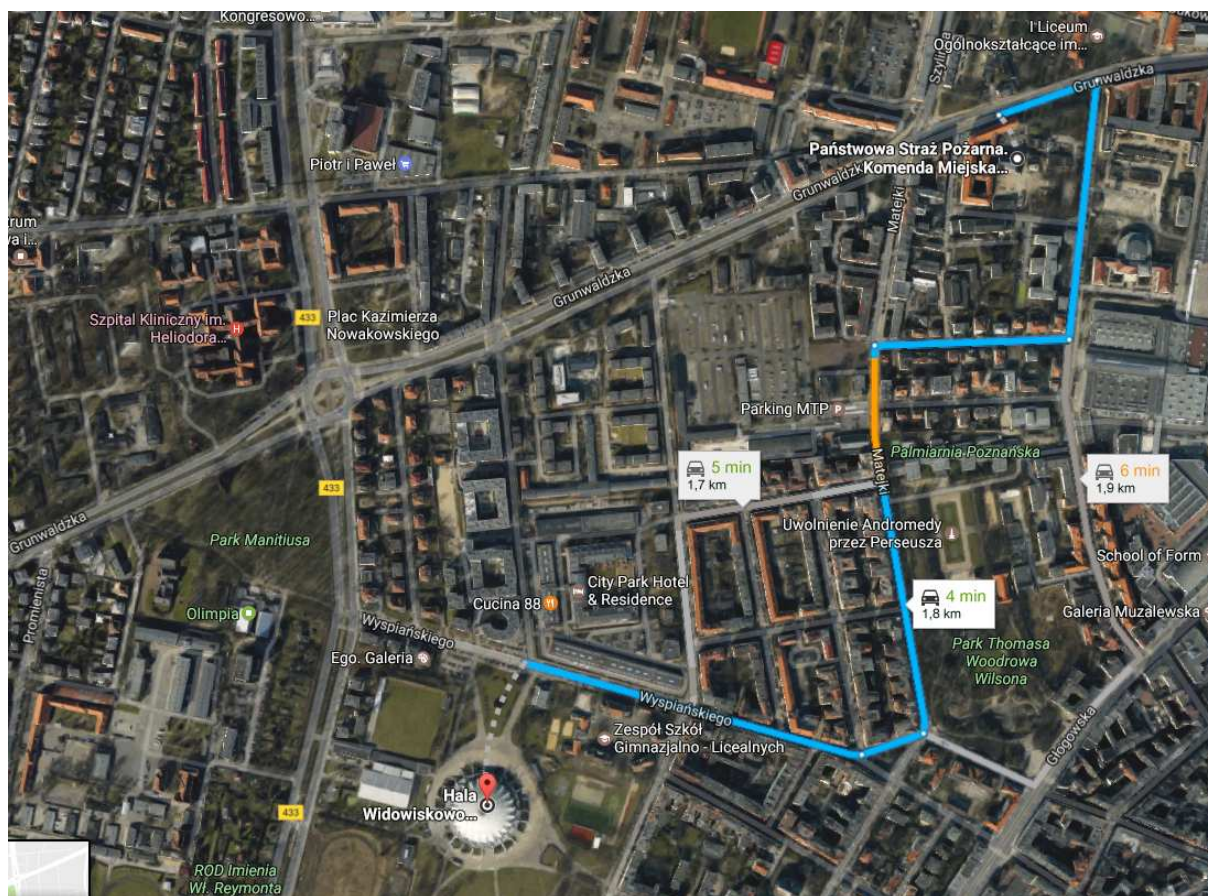 Kongresowo...
I Liceum
Ogólnokształcące im...
Grunwaldzka
Państwowa Straż Pożarna.
Komenda Miejska...
Piotr i Paweł
Grunwaldzka
Matejki
trum
wa i...
Grunwaldzka
Szpital Kliniczny im.
Heliodora...
433
Plac Kazimierza
Nowakowskiego
Parking MTP
Matejki
Palmiarnia Poznańska
5 min
1,7 km
6 min
1,9 km
433
Grunwaldzka
Park Manitiusa
Uwolnienie Andromedy
przez Perseusza
School of Form
City Park Hotel
& Residence
Cucina 88
4 min
1,8 km
Galeria Muzalewska
Promienista
Olimpia
Wyspiańskiego
Ego. Galeria
Park Thomasa
Woodrowa
Wilsona
Wyspiańskiego
Zespół Szkół
Gimnazjalno - Licealnych
Głogowska
Hala
Widowiskowo...
433
ROD Imienia
Wł. Reymonta